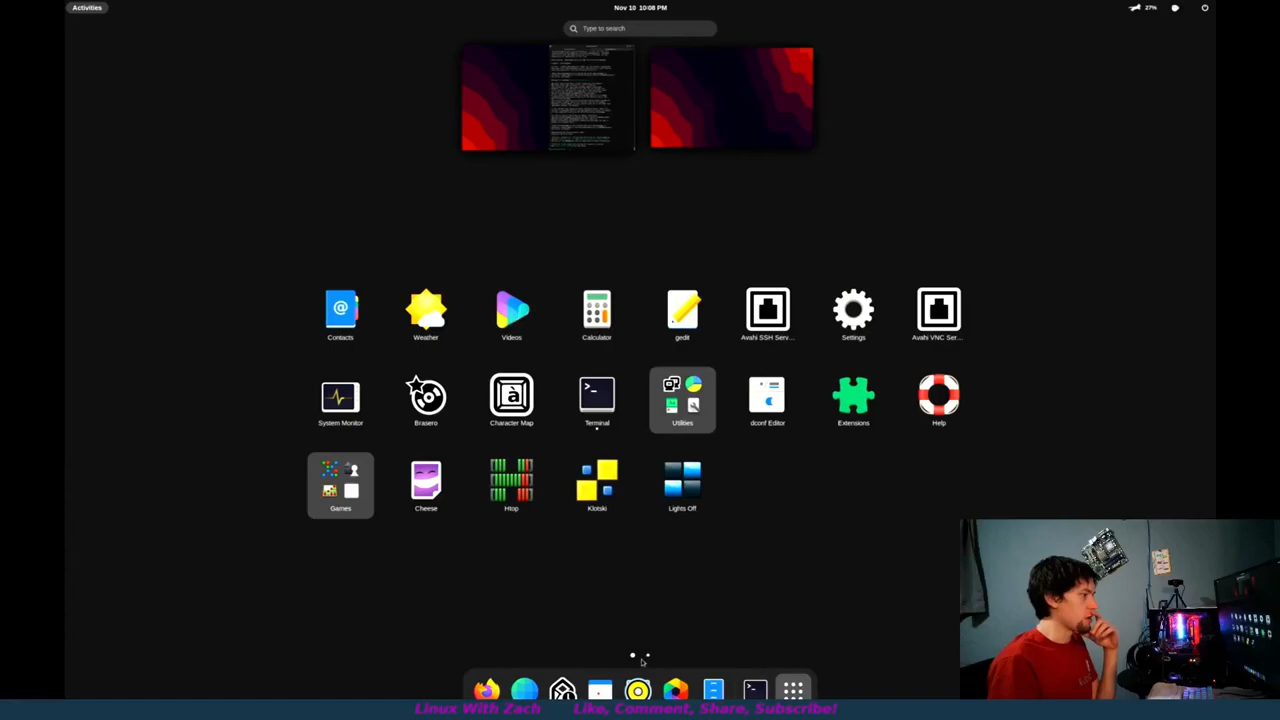 Activities
Nov 10 10:08 PM
27%
Type to search
Contacts
Weather
Videos
Calculator
gedit
Avahi SSH Serv...
Settings
Avahi VNC Ser...
System Monitor
Brasero
Character Map
Terminal
Utilities
dconf Editor
Extensions
Help
Games
Cheese
Htop
Klotski
Lights Off
Linux With Zach Like, Comment, Share, Subscribe!